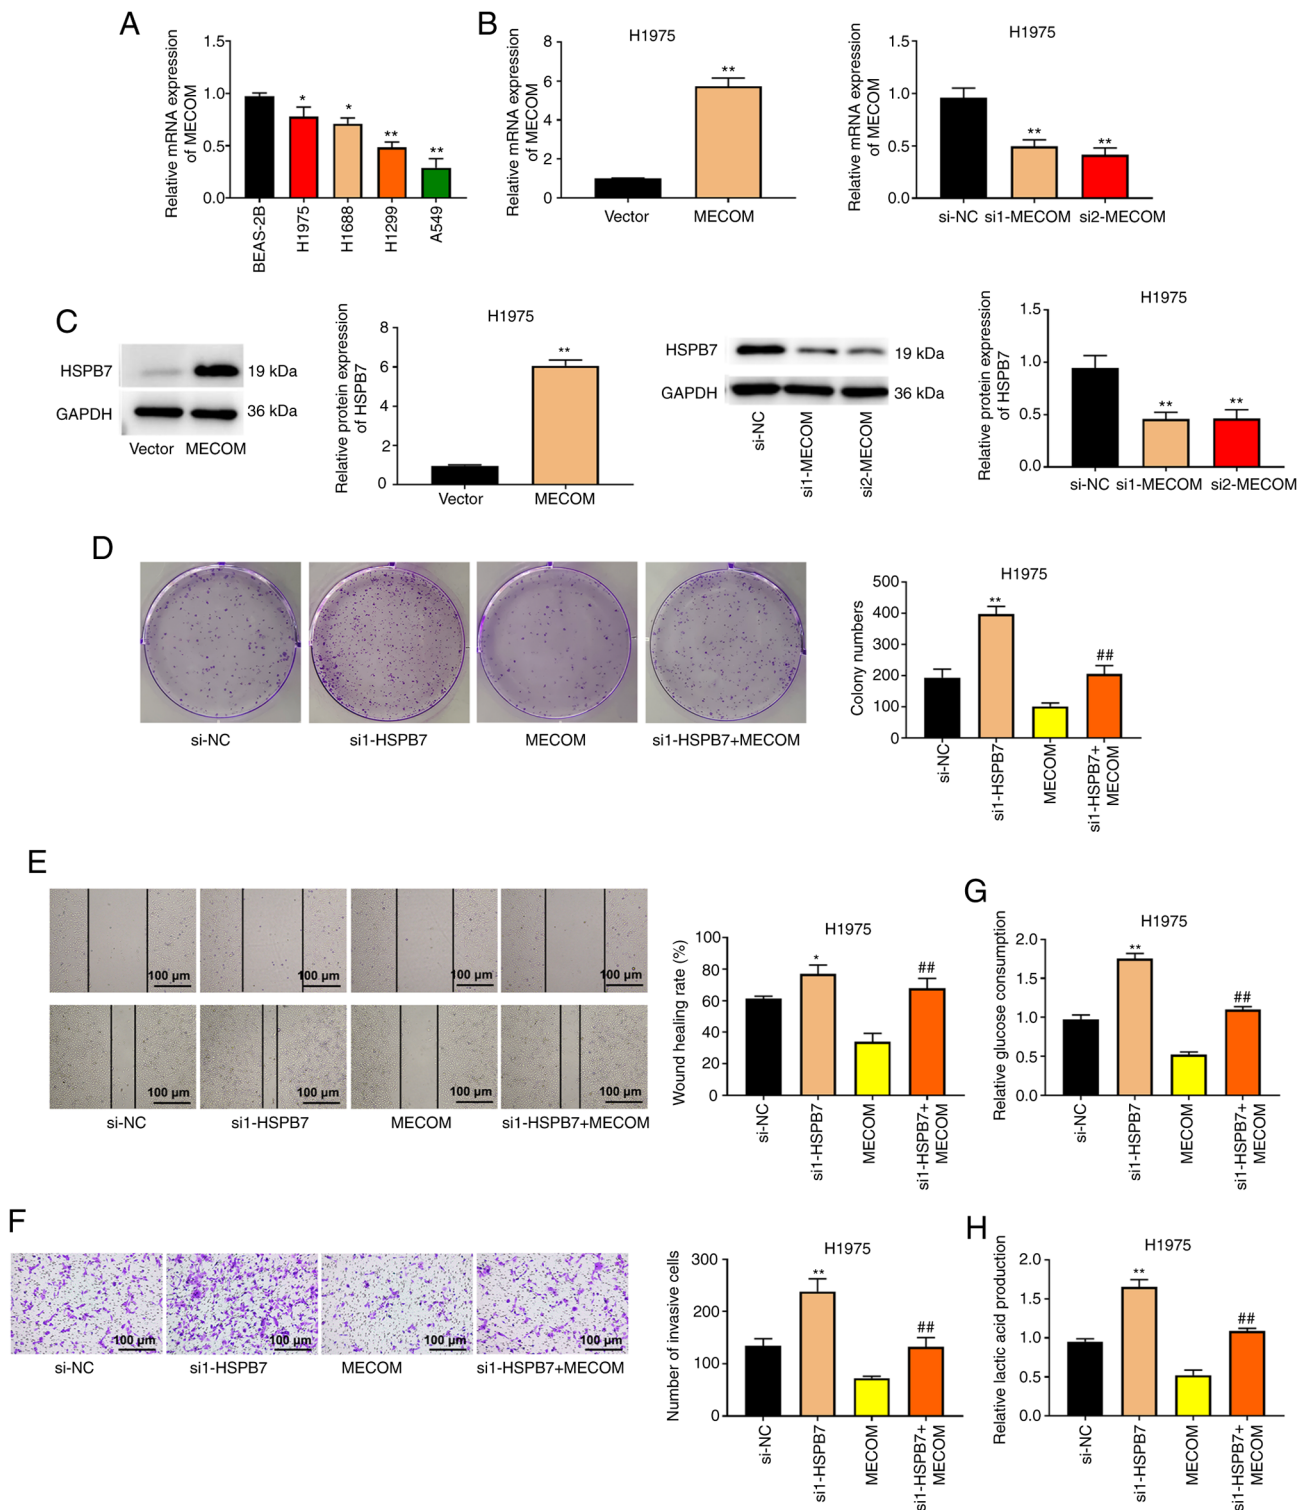 A
Relative mRNA expression
of MECOM
1.5
1.0
0.5
0.0
*
*
**
**
BEAS-2B
H1975
H1688
H1299
A549
B
H1975
Relative mRNA expression
of MECOM
8
6
4
2
0
**
Vector
MECOM
H1975
Relative mRNA expression
of MECOM
1.5
1.0
0.5
0.0
**
**
si-NC
si1-MECOM
si2-MECOM
C
HSPB7
19 kDa
GAPDH
36 kDa
Vector
MECOM
H1975
Relative protein expression
of HSPB7
8
6
4
2
0
**
Vector
MECOM
HSPB7
19 kDa
GAPDH
36 kDa
si-NC
si1-MECOM
si2-MECOM
H1975
Relative protein expression
of HSPB7
1.5
1.0
0.5
0.0
**
**
si-NC
si1-MECOM
si2-MECOM
D
si-NC
si1-HSPB7
MECOM
si1-HSPB7+MECOM
H1975
Colony numbers
500
400
300
200
100
0
**
##
si-NC
si1-HSPB7
MECOM
si1-HSPB7+
MECOM
E
100 µm
100 µm
100 µm
100 µm
100 µm
100 µm
100 µm
100 µm
si-NC
si1-HSPB7
MECOM
si1-HSPB7+MECOM
H1975
Wound healing rate (%)
100
80
60
40
20
0
*
##
si-NC
si1-HSPB7
MECOM
si1-HSPB7+
MECOM
G
H1975
Relative glucose consumption
2.0
1.5
1.0
0.5
0.0
**
##
si-NC
si1-HSPB7
MECOM
si1-HSPB7+
MECOM
F
100 µm
100 µm
100 µm
100 µm
si-NC
si1-HSPB7
MECOM
si1-HSPB7+MECOM
H1975
Number of invasive cells
300
200
100
0
**
##
si-NC
si1-HSPB7
MECOM
si1-HSPB7+
MECOM
H
H1975
Relative lactic acid production
2.0
1.5
1.0
0.5
0.0
**
##
si-NC
si1-HSPB7
MECOM
si1-HSPB7+
MECOM